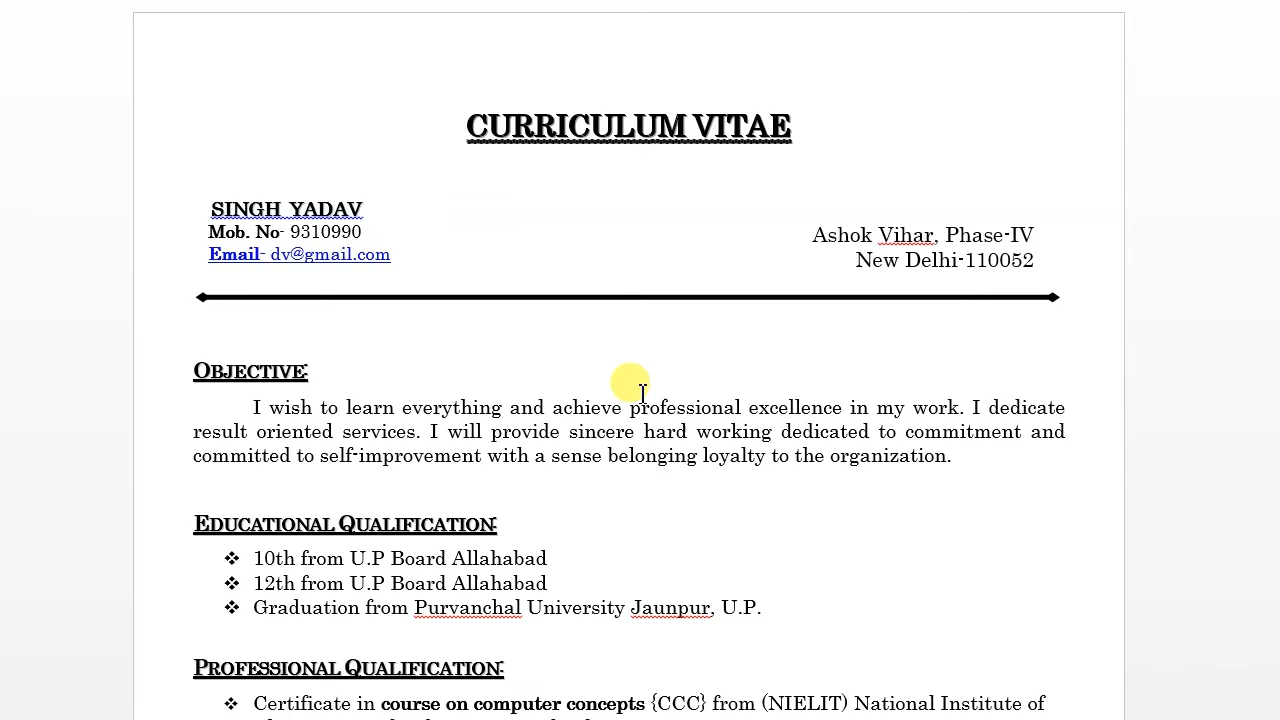 CURRICULUM VITAE
SINGH YADAV
Mob. No- 9310990
Email- dv@gmail.com
Ashok Vihar, Phase-IV
New Delhi-110052
OBJECTIVE:
I wish to learn everything and achieve professional excellence in my work. I dedicate
result oriented services. I will provide sincere hard working dedicated to commitment and
committed to self-improvement with a sense belonging loyalty to the organization.
EDUCATIONAL QUALIFICATION:
❖ 10th from U.P Board Allahabad
❖ 12th from U.P Board Allahabad
❖ Graduation from Purvanchal University Jaunpur, U.P.
PROFESSIONAL QUALIFICATION:
❖ Certificate in course on computer concepts {CCC} from (NIELIT) National Institute of